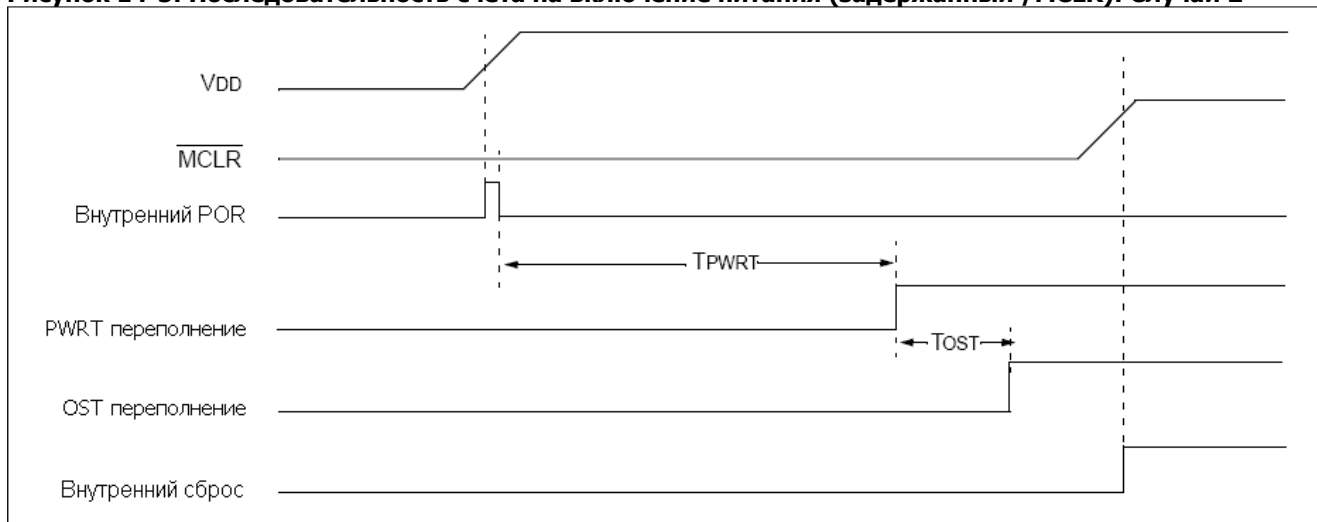 VDD
MCLR
Внутренний POR
TPWRT
PWRT переполнение
TOST
OST переполнение
Внутренний сброс